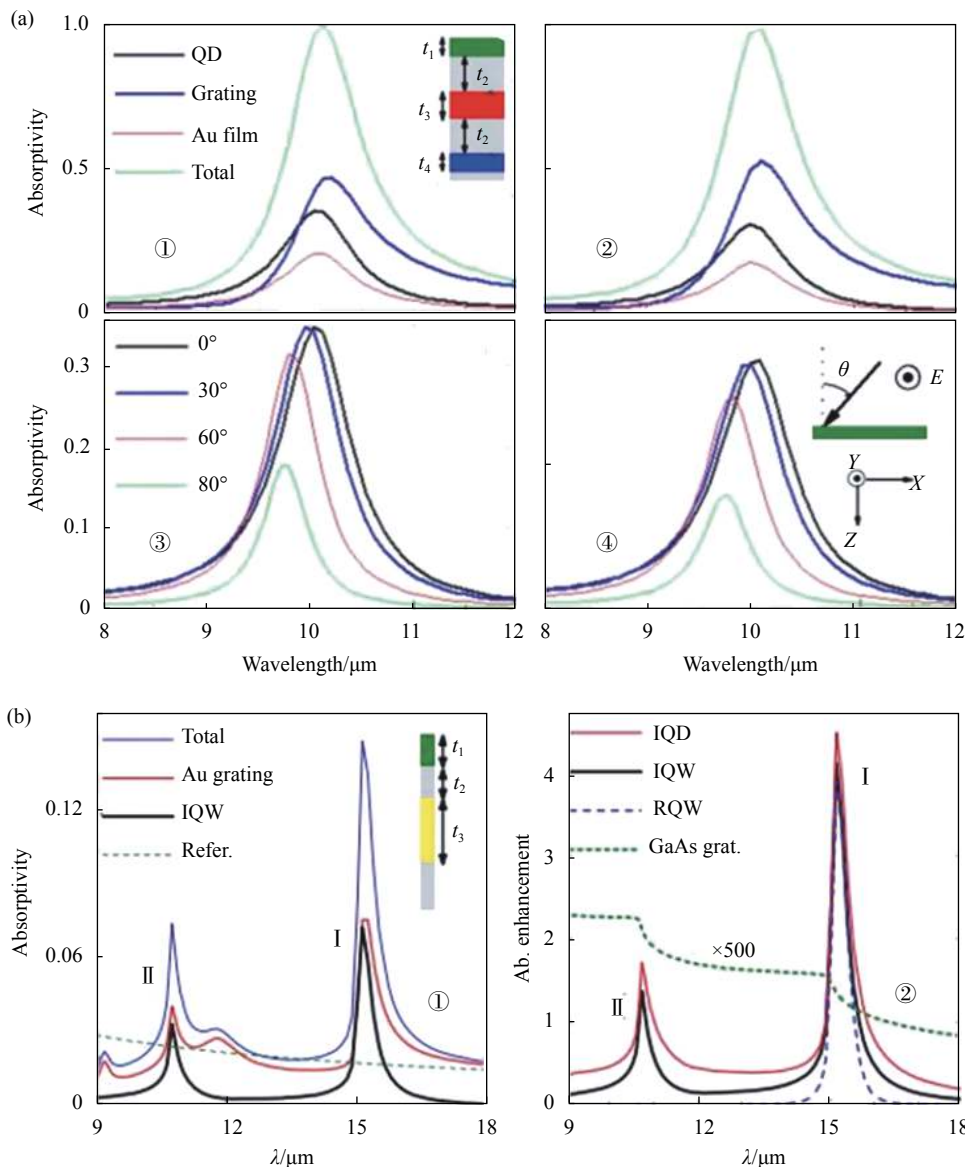 (a)
1.0
0.5
0
Absorptivity
QD
Grating
Au film
Total
t1
t2
t3
t2
t4
①
②
0.3
0.2
0.1
0
Absorptivity
0°
30°
60°
80°
③
8
9
10
11
12
Wavelength/μm
θ
E
Y
X
Z
④
8
9
10
11
12
Wavelength/μm
(b)
0.12
0.06
0
Absorptivity
Total
Au grating
IQW
Refer.
t1
t2
t3
Ⅱ
Ⅰ
①
9
12
15
18
λ/μm
4
3
2
1
0
Ab. enhancement
IQD
IQW
RQW
GaAs grat.
Ⅰ
×500
②
Ⅱ
9
12
15
18
λ/μm